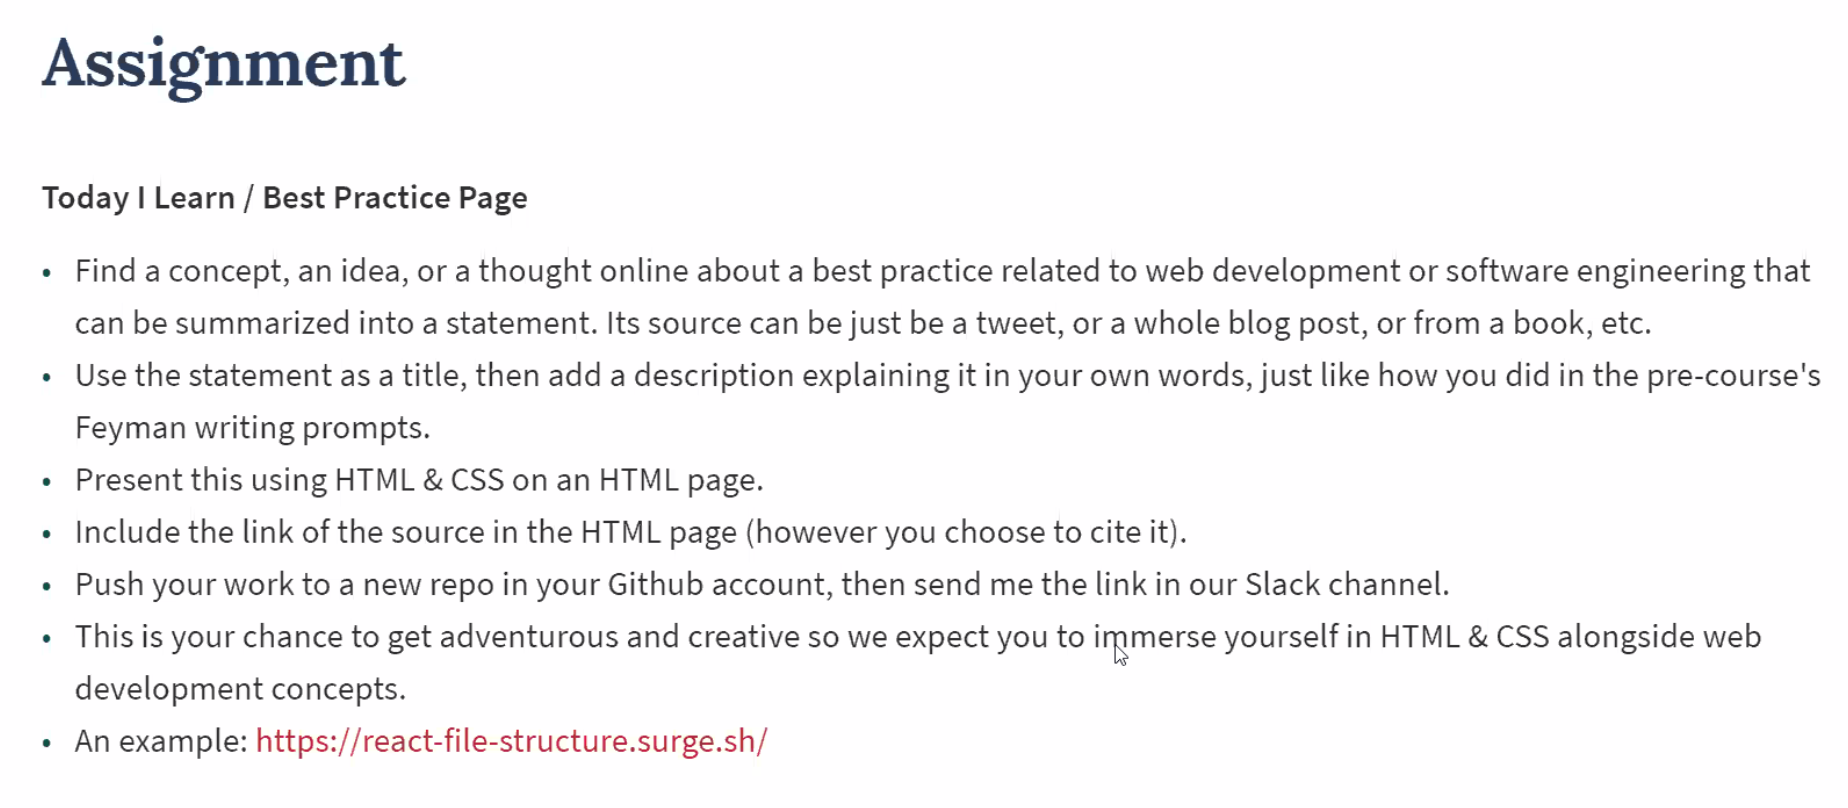 Assignment
Today I Learn / Best Practice Page
• Find a concept, an idea, or a thought online about a best practice related to web development or software engineering that
can be summarized into a statement. Its source can be just be a tweet, or a whole blog post, or from a book, etc.
• Use the statement as a title, then add a description explaining it in your own words, just like how you did in the pre-course's
Feyman writing prompts.
• Present this using HTML & CSS on an HTML page.
• Include the link of the source in the HTML page (however you choose to cite it).
• Push your work to a new repo in your Github account, then send me the link in our Slack channel.
• This is your chance to get adventurous and creative so we expect you to immerse yourself in HTML & CSS alongside web
development concepts.
• An example: https://react-file-structure.surge.sh/